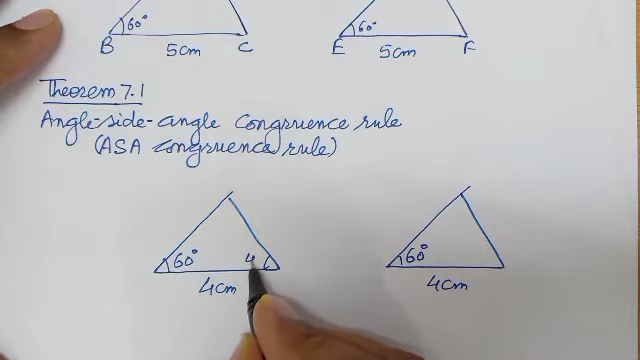 60° 60°
B 5cm C E 5cm F
Theorem 7.1
Angle-side-angle congruence rule
(ASA congruence rule)
60° 4 60°
4cm 4cm